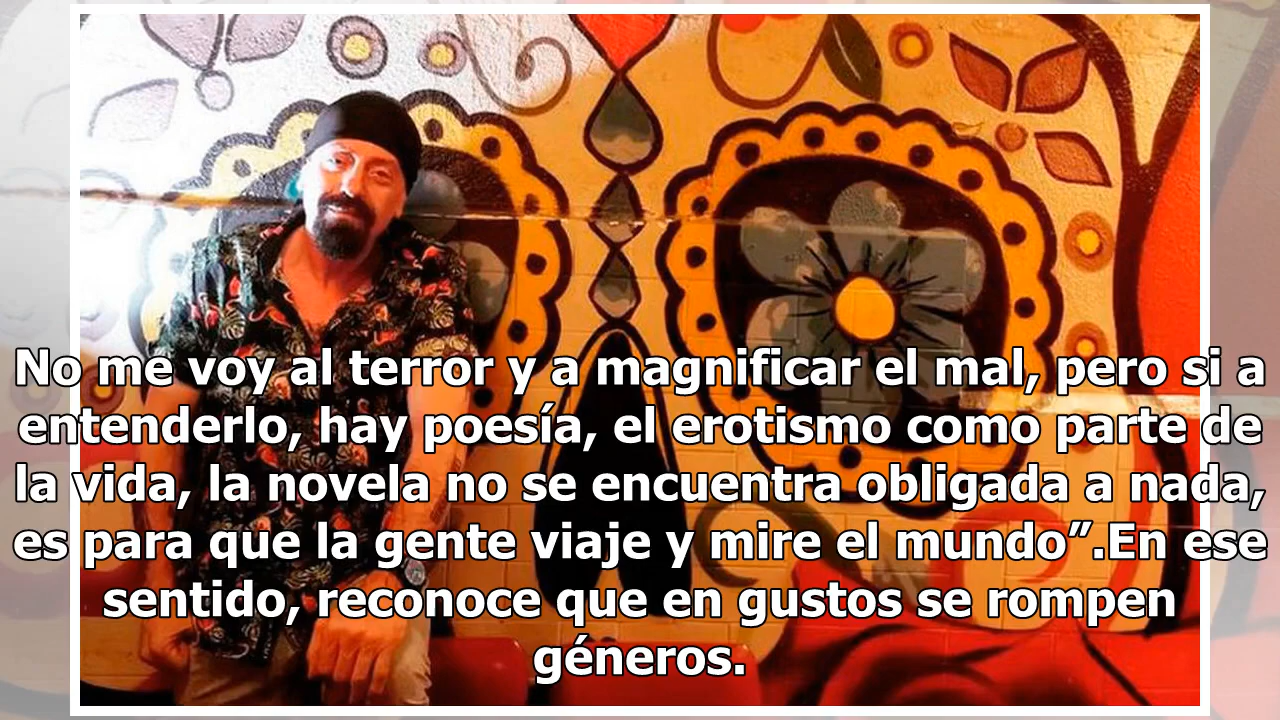 No me voy al terror y a magnificar el mal, pero si a
entenderlo, hay poesía, el erotismo como parte de
la vida, la novela no se encuentra obligada a nada,
es para que la gente viaje y mire el mundo”.En ese
sentido, reconoce que en gustos se rompen
géneros.